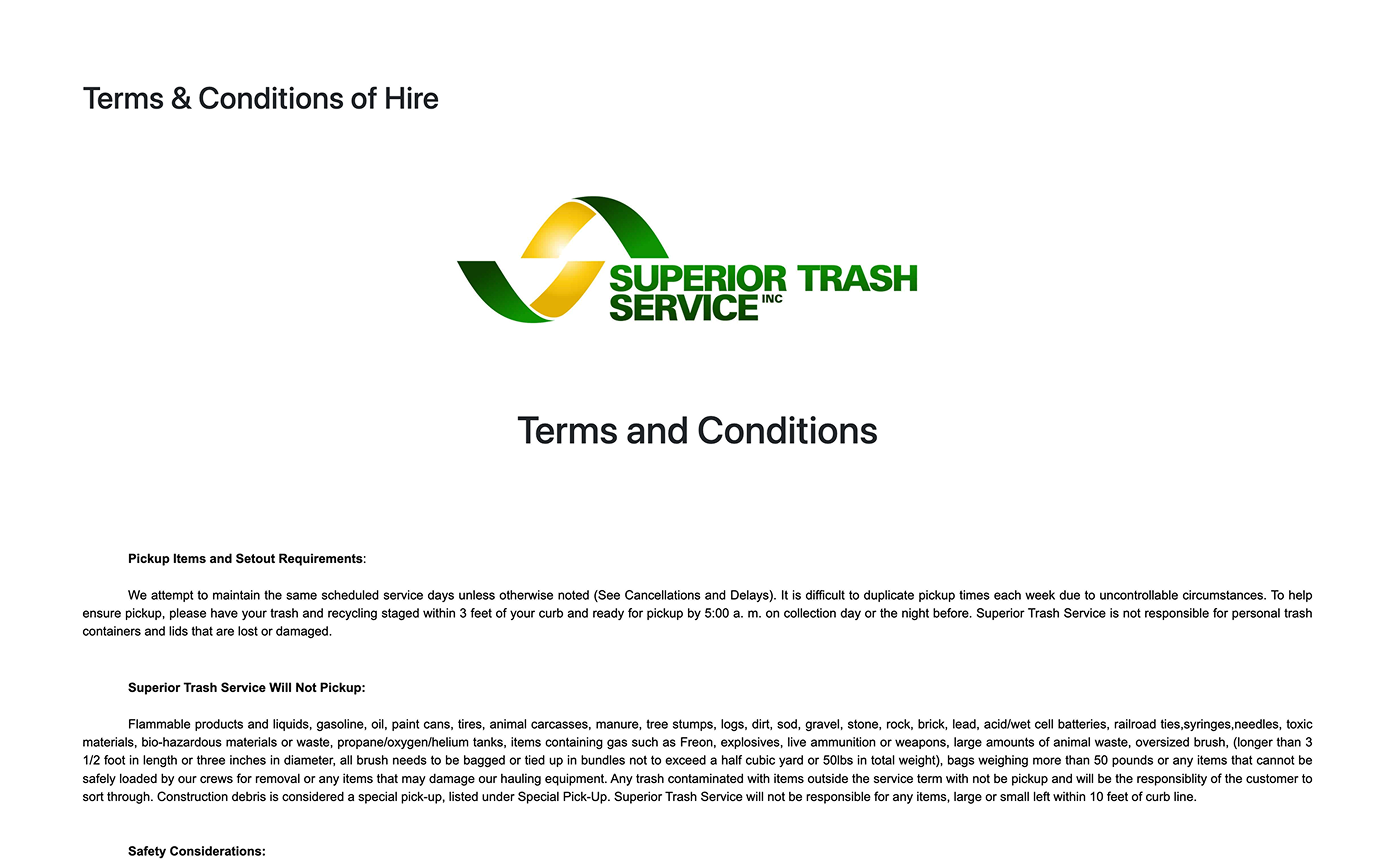 Terms & Conditions of Hire
SUPERIOR TRASH
SERVICE INC
Terms and Conditions
Pickup Items and Setout Requirements:
We attempt to maintain the same scheduled service days unless otherwise noted (See Cancellations and Delays). It is difficult to duplicate pickup times each week due to uncontrollable circumstances. To help
ensure pickup, please have your trash and recycling staged within 3 feet of your curb and ready for pickup by 5:00 a. m. on collection day or the night before. Superior Trash Service is not responsible for personal trash
containers and lids that are lost or damaged.
Superior Trash Service Will Not Pickup:
Flammable products and liquids, gasoline, oil, paint cans, tires, animal carcasses, manure, tree stumps, logs, dirt, sod, gravel, stone, rock, brick, lead, acid/wet cell batteries, railroad ties,syringes,needles, toxic
materials, bio-hazardous materials or waste, propane/oxygen/helium tanks, items containing gas such as Freon, explosives, live ammunition or weapons, large amounts of animal waste, oversized brush, (longer than 3
1/2 foot in length or three inches in diameter, all brush needs to be bagged or tied up in bundles not to exceed a half cubic yard or 50lbs in total weight), bags weighing more than 50 pounds or any items that cannot be
safely loaded by our crews for removal or any items that may damage our hauling equipment. Any trash contaminated with items outside the service term with not be pickup and will be the responsiblity of the customer to
sort through. Construction debris is considered a special pick-up, listed under Special Pick-Up. Superior Trash Service will not be responsible for any items, large or small left within 10 feet of curb line.
Safety Considerations: